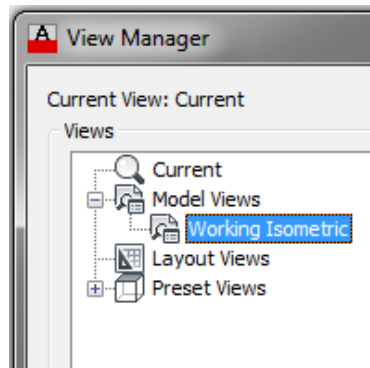 View Manager
Current View: Current
Views
Current
Model Views
Working Isometric
Layout Views
Preset Views